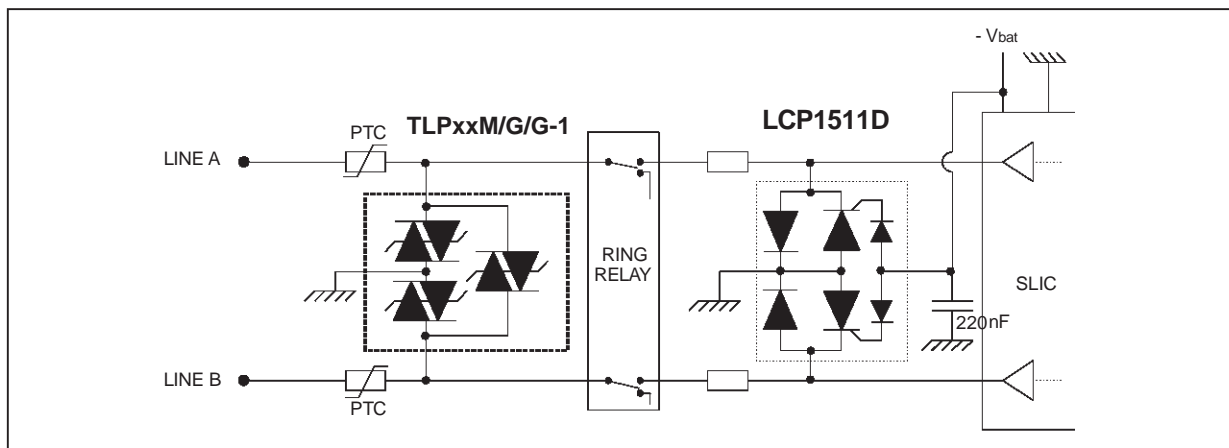 - Vbat
TLPxxM/G/G-1
LCP1511D
PTC
LINE A
RING
RELAY
SLIC
220nF
LINE B
PTC